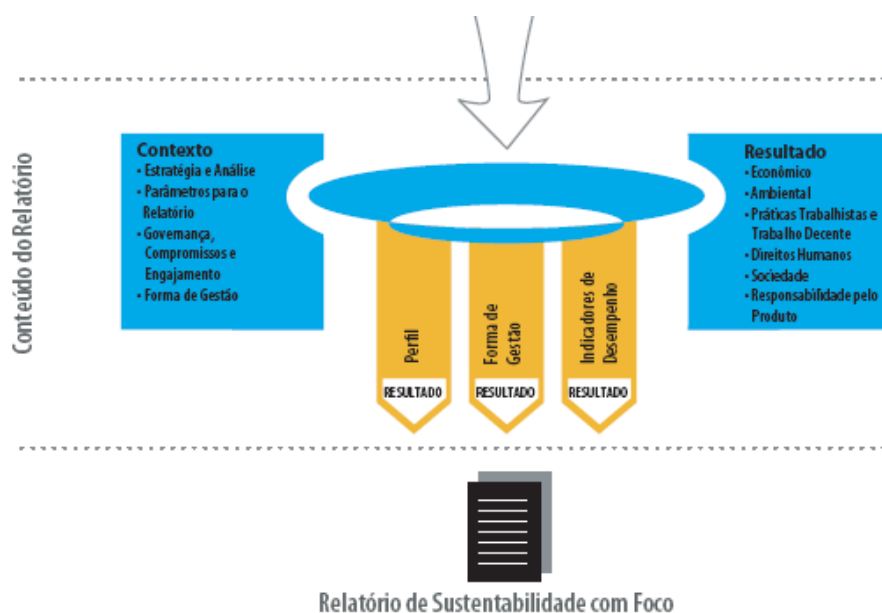 Conteúdo do Relatório
Contexto
• Estratégia e Análise
• Parâmetros para o
Relatório
• Governança,
Compromissos e
Engajamento
• Forma de Gestão
Resultado
• Econômico
• Ambiental
• Práticas Trabalhistas e
Trabalho Decente
• Direitos Humanos
• Sociedade
• Responsabilidade pelo
Produto
Perfil
RESULTADO
Forma de
Gestão
RESULTADO
Indicadores de
Desempenho
RESULTADO
Relatório de Sustentabilidade com Foco